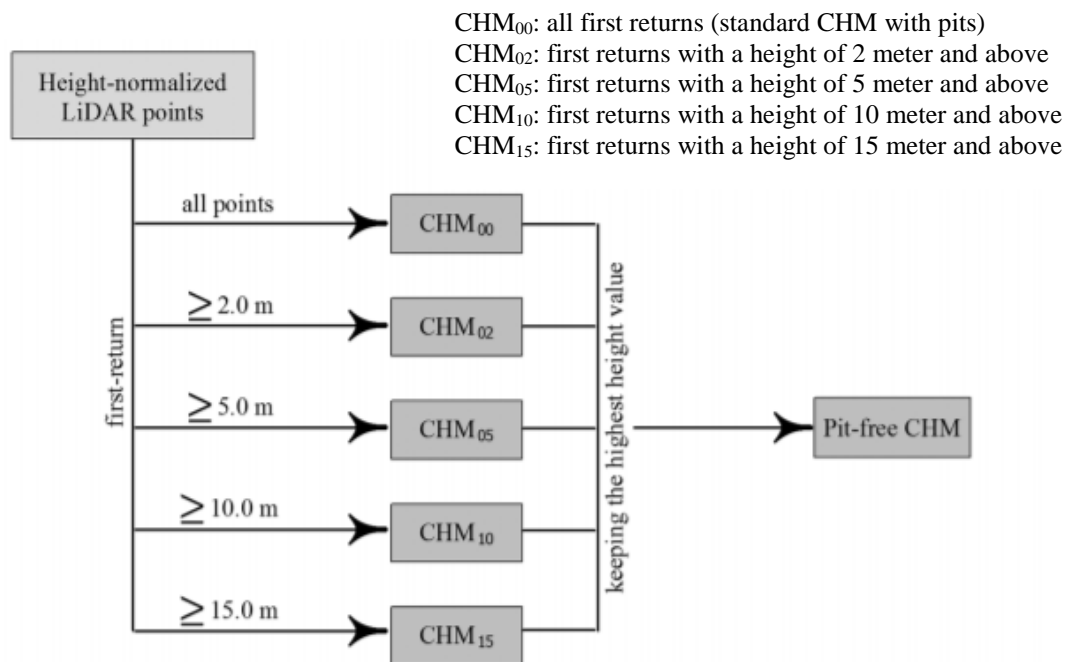 CHM₀₀: all first returns (standard CHM with pits)
CHM₀₂: first returns with a height of 2 meter and above
CHM₀₅: first returns with a height of 5 meter and above
CHM₁₀: first returns with a height of 10 meter and above
CHM₁₅: first returns with a height of 15 meter and above
Height-normalized
LiDAR points
first-return
all points
CHM₀₀
≥ 2.0 m
CHM₀₂
≥ 5.0 m
CHM₀₅
≥ 10.0 m
CHM₁₀
≥ 15.0 m
CHM₁₅
keeping the highest height value
Pit-free CHM